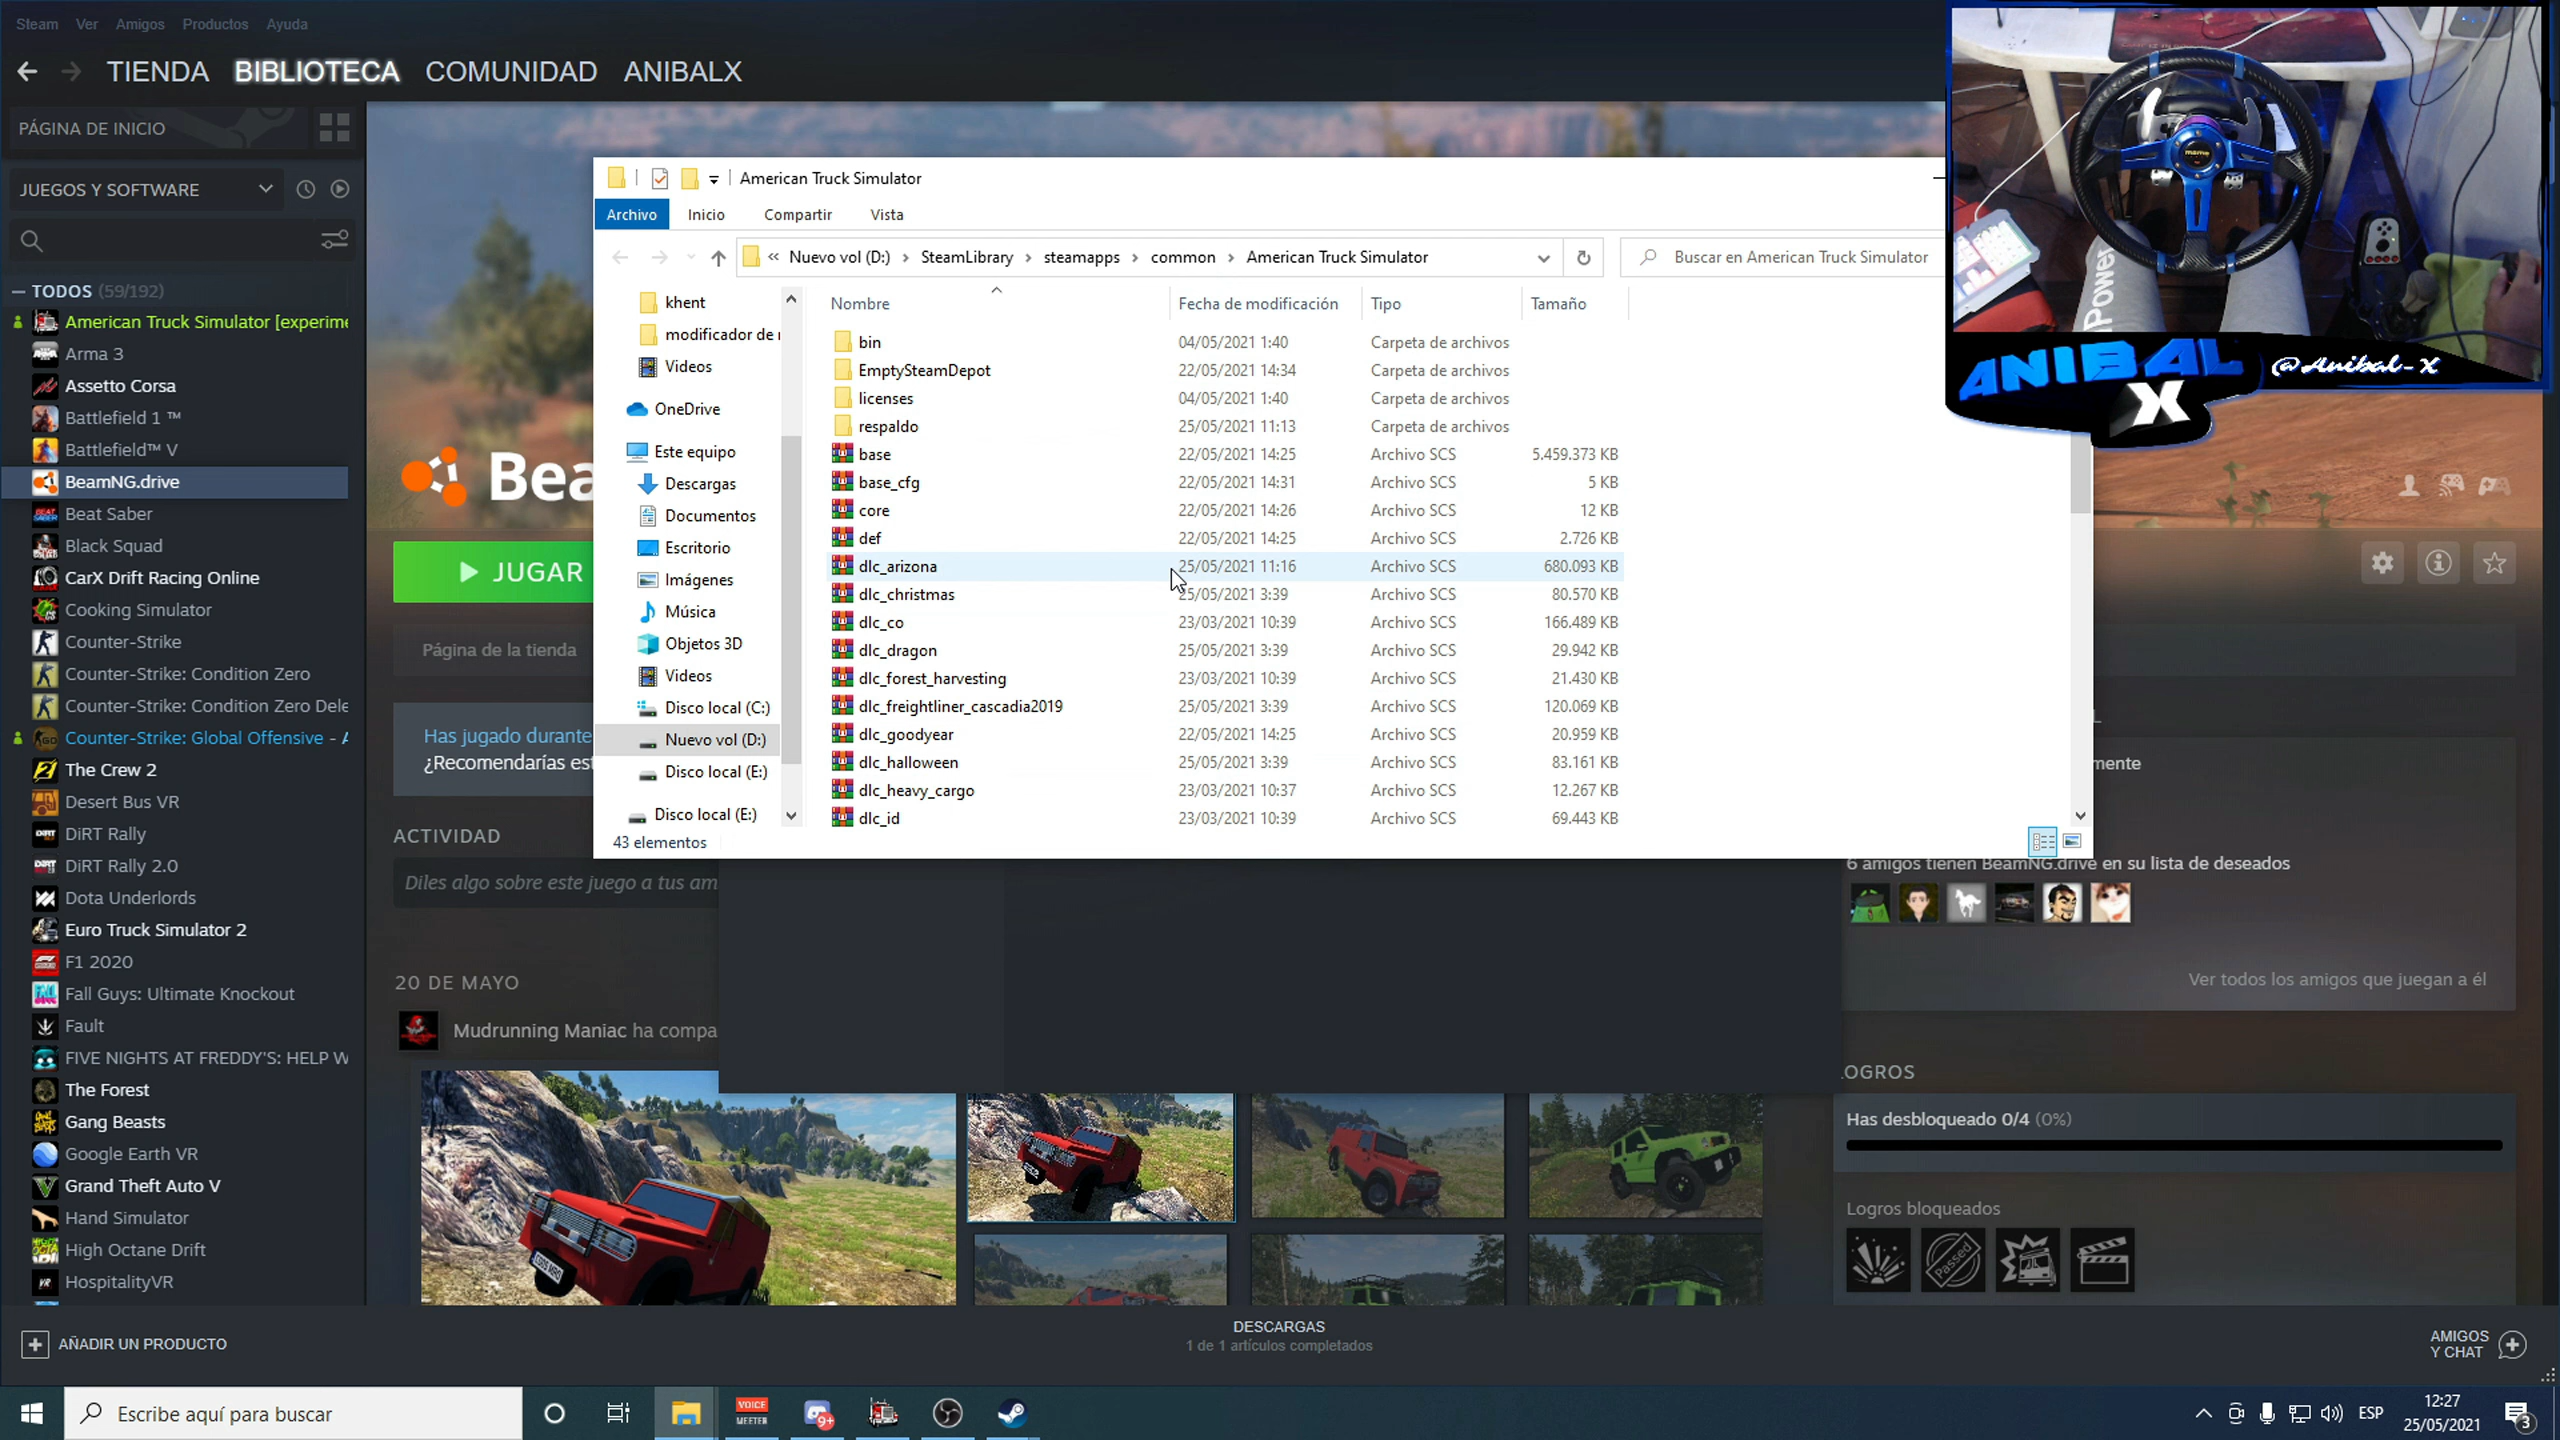 Steam Ver Amigos Productos Ayuda
TIENDA BIBLIOTECA COMUNIDAD ANIBALX
PÁGINA DE INICIO
JUEGOS Y SOFTWARE
TODOS (59/192)
American Truck Simulator [experime
Arma 3
Assetto Corsa
Battlefield 1 ™
Battlefield™ V
BeamNG.drive
Beat Saber
Black Squad
CarX Drift Racing Online
Cooking Simulator
Counter-Strike
Counter-Strike: Condition Zero
Counter-Strike: Condition Zero Dele
Counter-Strike: Global Offensive - A
The Crew 2
Desert Bus VR
DiRT Rally
DiRT Rally 2.0
Dota Underlords
Euro Truck Simulator 2
F1 2020
Fall Guys: Ultimate Knockout
Fault
FIVE NIGHTS AT FREDDY'S: HELP W
The Forest
Gang Beasts
Google Earth VR
Grand Theft Auto V
Hand Simulator
High Octane Drift
HospitalityVR
American Truck Simulator
Archivo Inicio Compartir Vista
« Nuevo vol (D:) › SteamLibrary › steamapps › common › American Truck Simulator
Buscar en American Truck Simulator
khent
modificador de
Videos
OneDrive
Este equipo
Descargas
Documentos
Escritorio
Imágenes
Música
Objetos 3D
Videos
Disco local (C:)
Nuevo vol (D:)
Disco local (E:)
Disco local (E:)
Nombre Fecha de modificación Tipo Tamaño
bin 04/05/2021 1:40 Carpeta de archivos
EmptySteamDepot 22/05/2021 14:34 Carpeta de archivos
licenses 04/05/2021 1:40 Carpeta de archivos
respaldo 25/05/2021 11:13 Carpeta de archivos
base 22/05/2021 14:25 Archivo SCS 5.459.373 KB
base_cfg 22/05/2021 14:31 Archivo SCS 5 KB
core 22/05/2021 14:26 Archivo SCS 12 KB
def 22/05/2021 14:25 Archivo SCS 2.726 KB
dlc_arizona 25/05/2021 11:16 Archivo SCS 680.093 KB
dlc_christmas 25/05/2021 3:39 Archivo SCS 80.570 KB
dlc_co 23/03/2021 10:39 Archivo SCS 166.489 KB
dlc_dragon 25/05/2021 3:39 Archivo SCS 29.942 KB
dlc_forest_harvesting 23/03/2021 10:39 Archivo SCS 21.430 KB
dlc_freightliner_cascadia2019 25/05/2021 3:39 Archivo SCS 120.069 KB
dlc_goodyear 22/05/2021 14:25 Archivo SCS 20.959 KB
dlc_halloween 25/05/2021 3:39 Archivo SCS 83.161 KB
dlc_heavy_cargo 23/03/2021 10:37 Archivo SCS 12.267 KB
dlc_id 23/03/2021 10:39 Archivo SCS 69.443 KB
43 elementos
Bea
JUGAR
Página de la tienda
Has jugado durante
¿Recomendarías est
ACTIVIDAD
Diles algo sobre este juego a tus am
20 DE MAYO
Mudrunning Maniac ha compa
mente
6 amigos tienen BeamNG.drive en su lista de deseados
Ver todos los amigos que juegan a él
LOGROS
Has desbloqueado 0/4 (0%)
Logros bloqueados
Passed
Power
ANIBAL
X
@Anibal-X
AÑADIR UN PRODUCTO
DESCARGAS
1 de 1 artículos completados
AMIGOS
Y CHAT
Escribe aquí para buscar
VOICE
MEETER
9+
ESP
12:27
25/05/2021
3